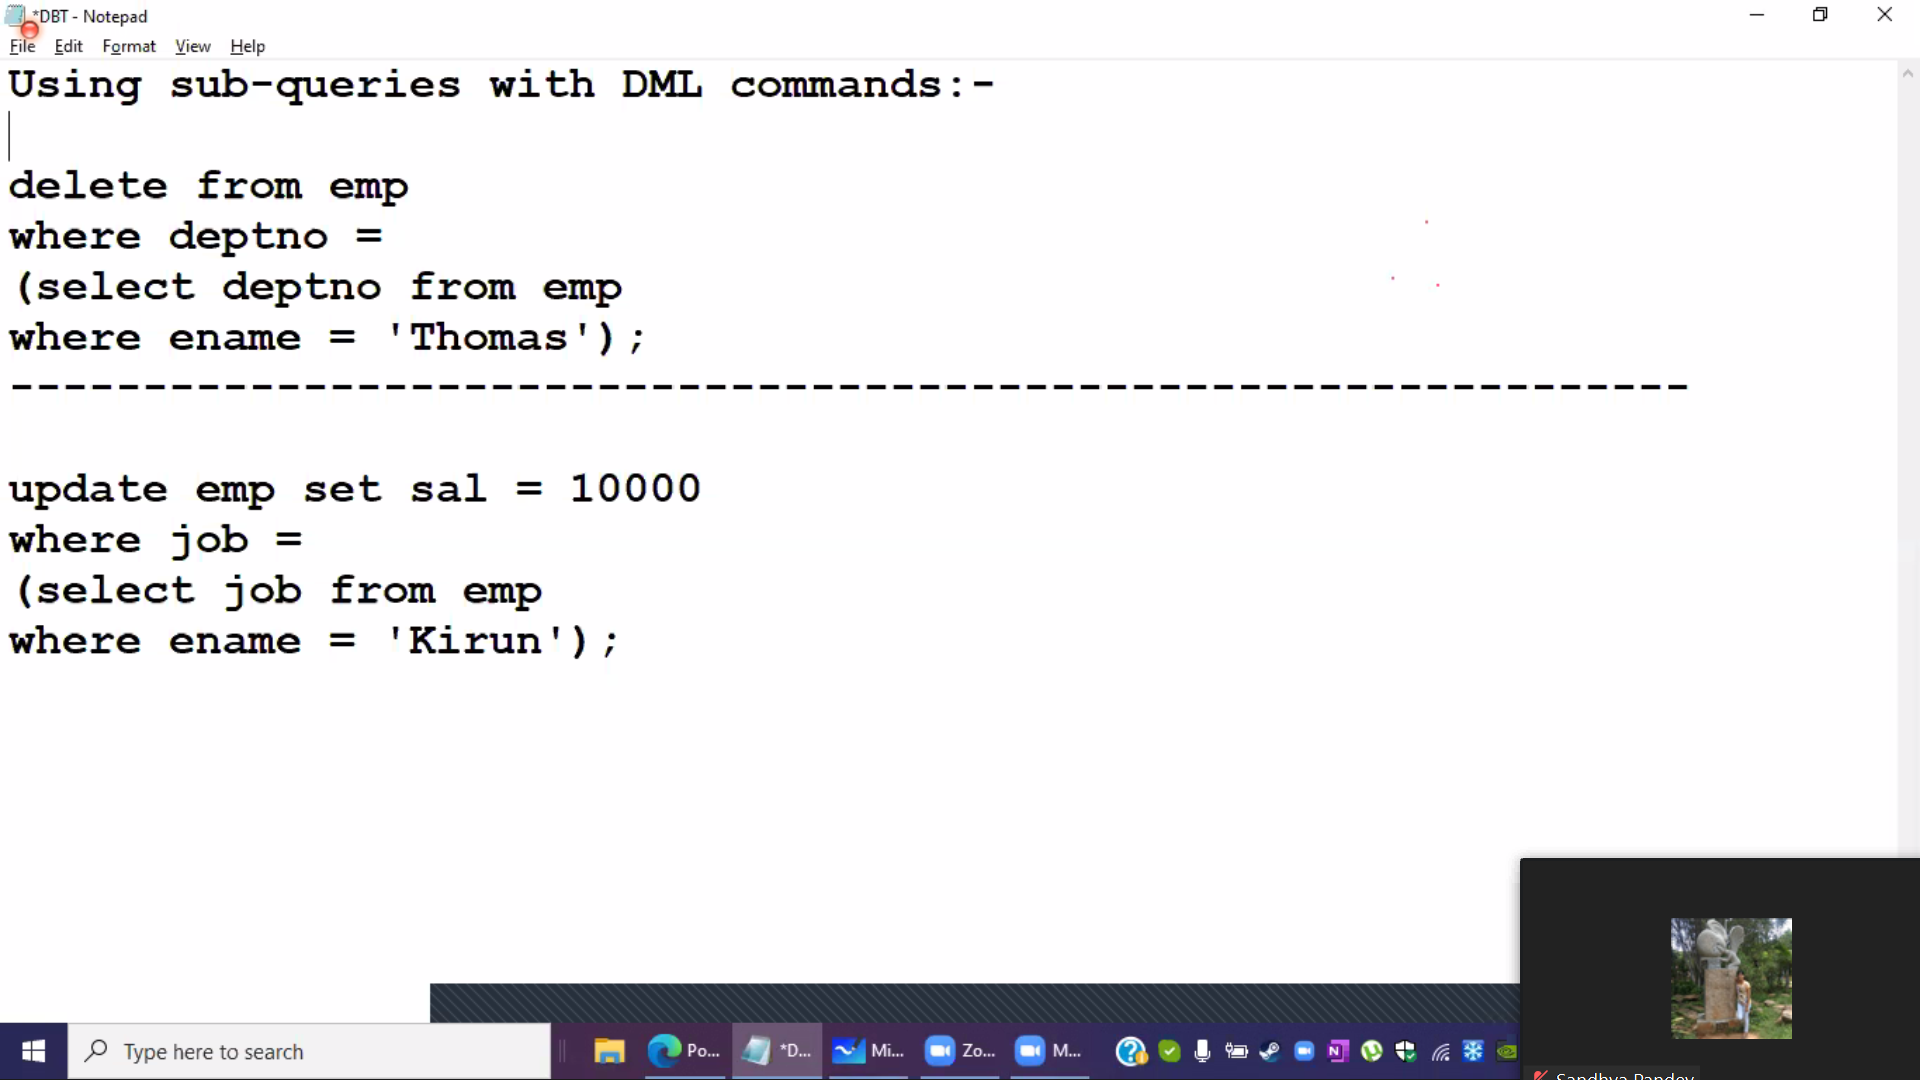 *DBT - Notepad
File Edit Format View Help
Using sub-queries with DML commands:-
delete from emp
where deptno =
(select deptno from emp
where ename = 'Thomas');
---------------------------------------------------------------
update emp set sal = 10000
where job =
(select job from emp
where ename = 'Kirun');
Type here to search
Po... *D... Mi... Zo... M...
Sandhya Pandey